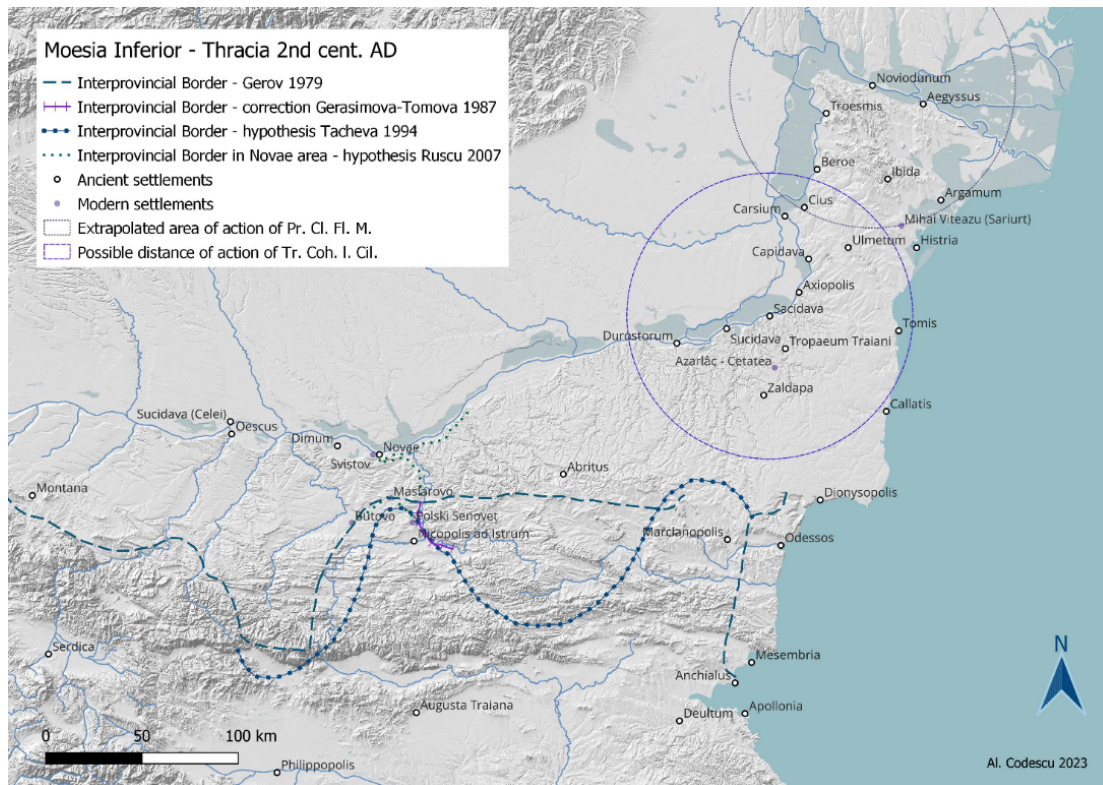 Moesia Inferior - Thracia 2nd cent. AD
Interprovincial Border - Gerov 1979
Interprovincial Border - correction Gerasimova-Tomova 1987
Interprovincial Border - hypothesis Tacheva 1994
Interprovincial Border in Novae area - hypothesis Ruscu 2007
Ancient settlements
Modern settlements
Extrapolated area of action of Pr. Cl. Fl. M.
Possible distance of action of Tr. Coh. I. Cil.
Noviodunum
Aegyssus
Troesmis
Beroe
Ibida
Argamum
Cius
Carsium
Mihai Viteazu (Sariurt)
Ulmetum
Histria
Capidava
Axiopolis
Sacidava
Tomis
Durostorum
Sucidava
Tropaeum Traiani
Azarlâc - Cetatea
Zaldapa
Callatis
Sucidava (Celei)
Oescus
Dimum
Novae
Svistov
Abritus
Montana
Maslarovo
Dionysopolis
Butovo
Polski Senovet
Nicopolis ad Istrum
Marcianopolis
Odessos
Serdica
Mesembria
Anchialus
Augusta Traiana
Deultum
Apollonia
Philippopolis
N
0 50 100 km
Al. Codescu 2023